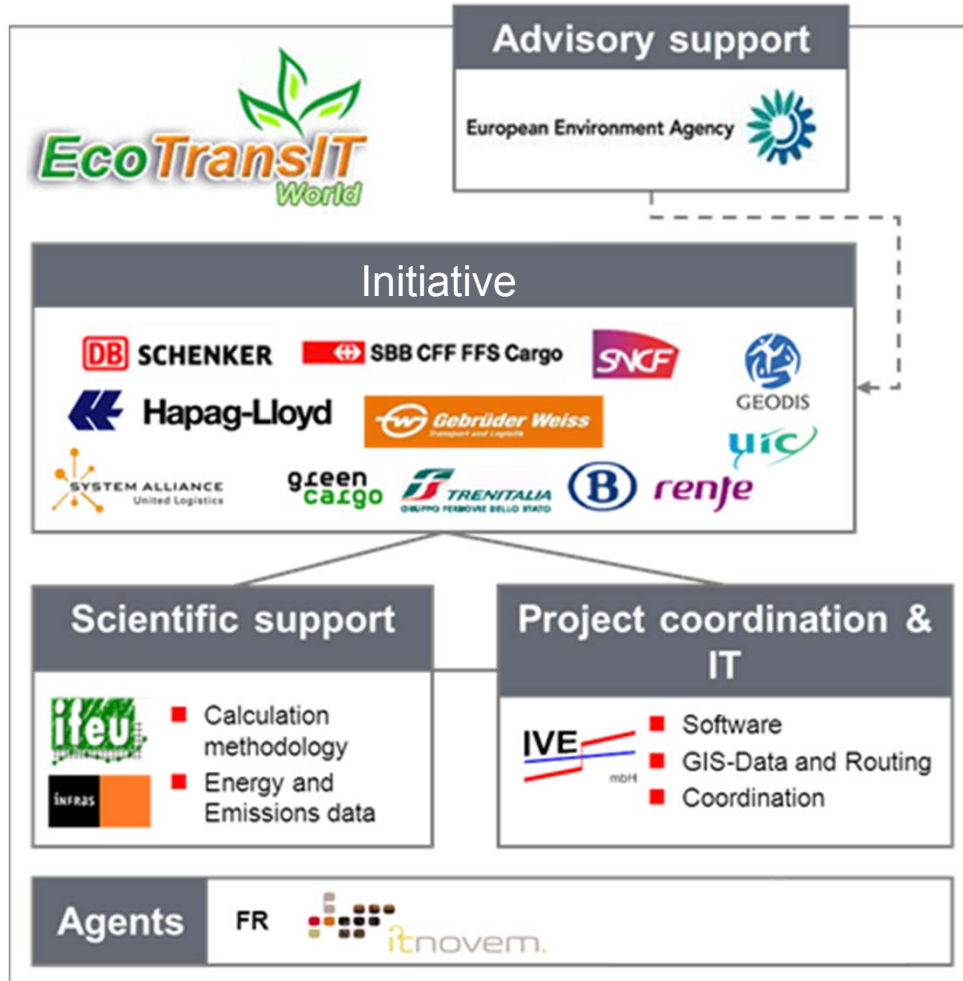 Advisory support
European Environment Agency
EcoTransIT
World
Initiative
DB SCHENKER
SBB CFF FFS Cargo
SNCF
GEODIS
Hapag-Lloyd
Gebrüder Weiss
Transport und Logistik
uic
SYSTEM ALLIANCE
United Logistics
green
cargo
TRENITALIA
GRUPPO FERROVIE DELLO STATO
B
renfe
Scientific support
ifeu
Calculation
methodology
infras
Energy and
Emissions data
Project coordination &
IT
IVE
mbH
Software
GIS-Data and Routing
Coordination
Agents
FR
itnovem.